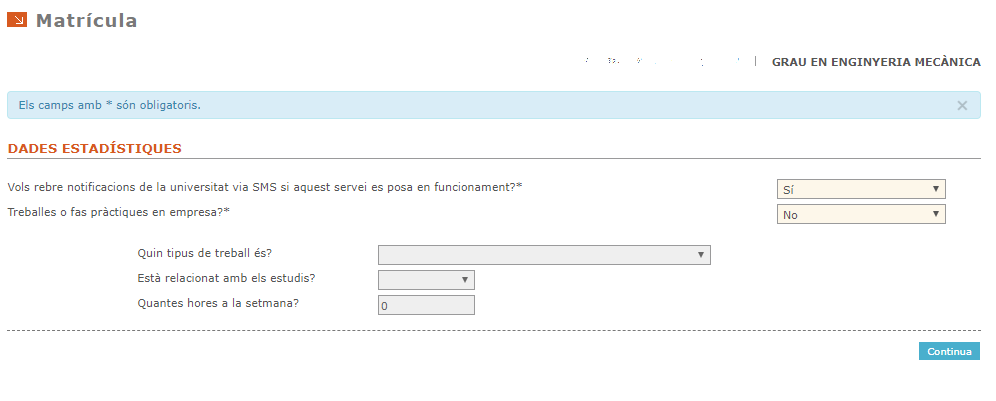 Matrícula
GRAU EN ENGINYERIA MECÀNICA
Els camps amb * són obligatoris.
DADES ESTADÍSTIQUES
Vols rebre notificacions de la universitat via SMS si aquest servei es posa en funcionament?* Sí
Treballes o fas pràctiques en empresa?* No
Quin tipus de treball és?
Està relacionat amb els estudis?
Quantes hores a la setmana? 0
Continua